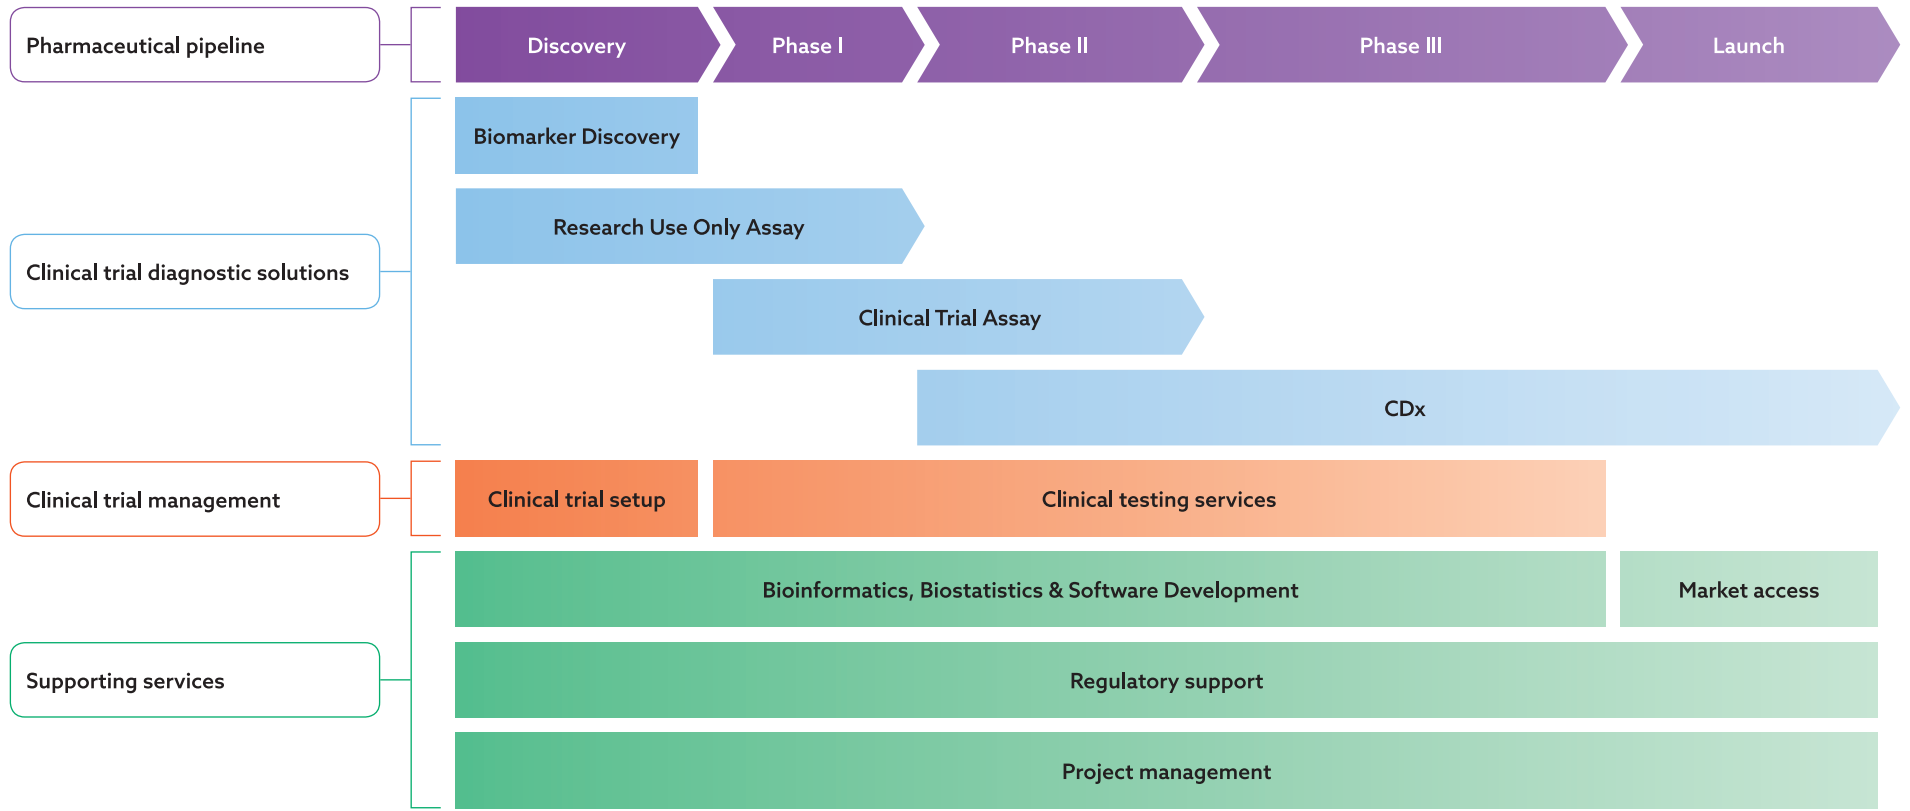 Pharmaceutical pipeline
Discovery
Phase I
Phase II
Phase III
Launch
Clinical trial diagnostic solutions
Biomarker Discovery
Research Use Only Assay
Clinical Trial Assay
CDx
Clinical trial management
Clinical trial setup
Clinical testing services
Supporting services
Bioinformatics, Biostatistics & Software Development
Market access
Regulatory support
Project management